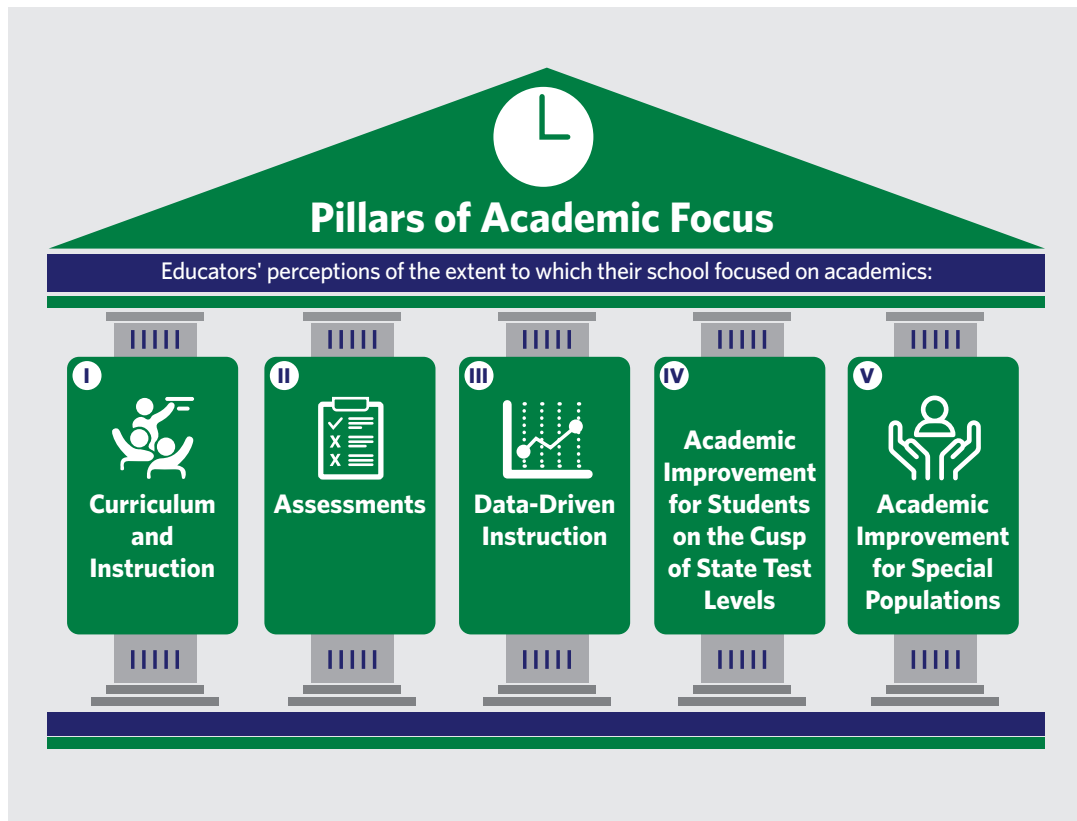 Pillars of Academic Focus
Educators' perceptions of the extent to which their school focused on academics:
I
Curriculum
and
Instruction
II
X
X
Assessments
III
Data-Driven
Instruction
IV
Academic
Improvement
for Students
on the Cusp
of State Test
Levels
V
Academic
Improvement
for Special
Populations